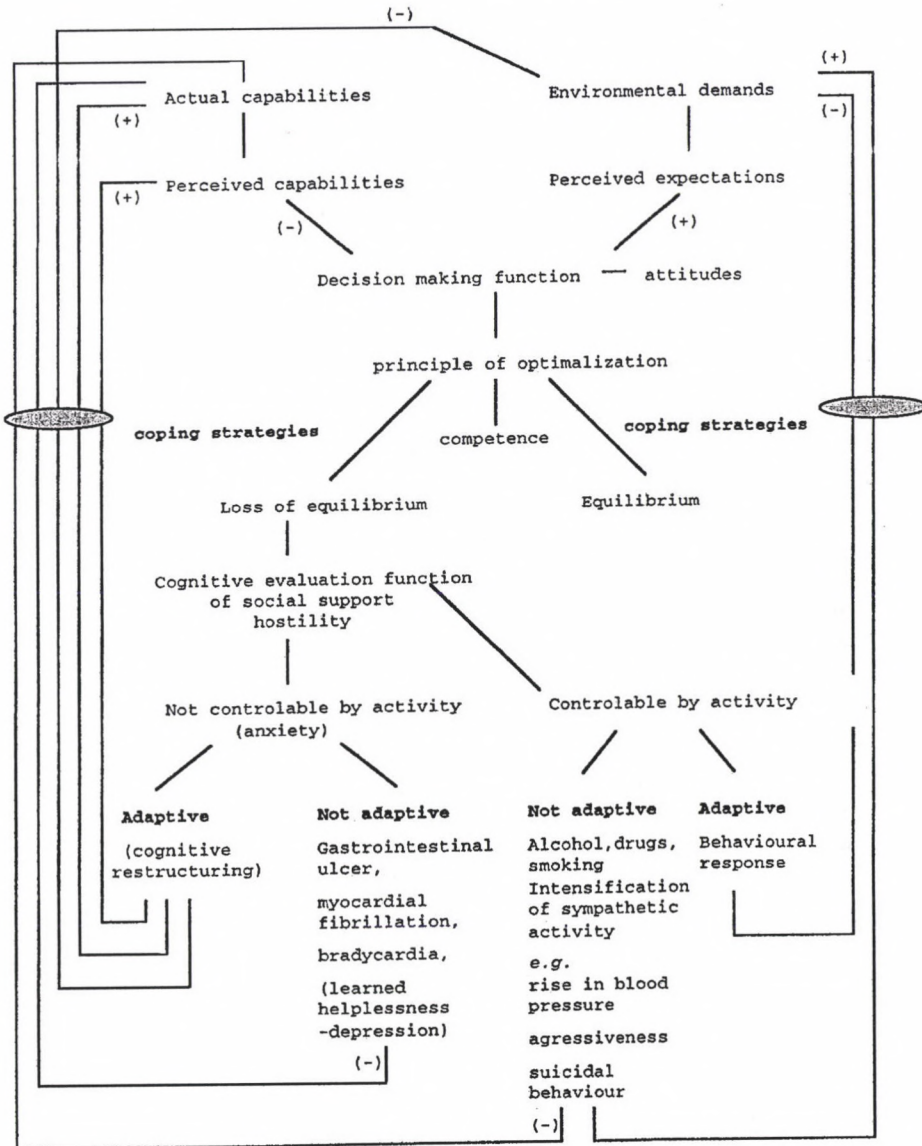 (-)
(+)
Actual capabilities
Environmental demands
(+)
(-)
(+)
Perceived capabilities
Perceived expectations
(-)
(+)
Decision making function — attitudes
principle of optimalization
coping strategies
competence
coping strategies
Loss of equilibrium
Equilibrium
Cognitive evaluation function
of social support
hostility
Not controlable by activity
(anxiety)
Controlable by activity
Adaptive
(cognitive
restructuring)
Not adaptive
Gastrointestinal
ulcer,
myocardial
fibrillation,
bradycardia,
(learned
helplessness
-depression)
(-)
Not adaptive
Alcohol,drugs,
smoking
Intensification
of sympathetic
activity
e.g.
rise in blood
pressure
agressiveness
suicidal
behaviour
(-)
Adaptive
Behavioural
response